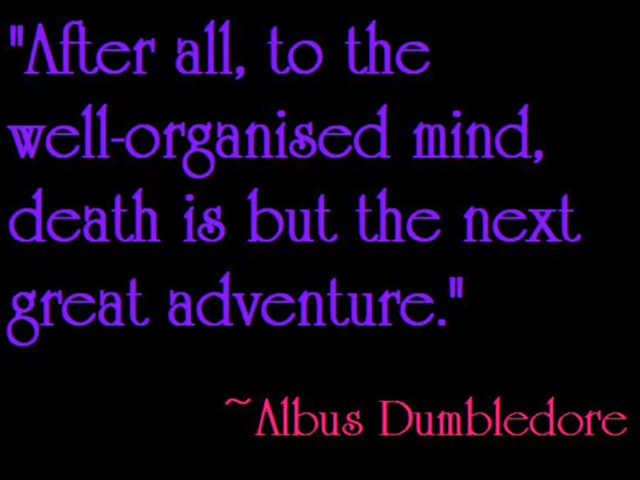 "After all, to the
well-organised mind,
death is but the next
great adventure."
~Albus Dumbledore